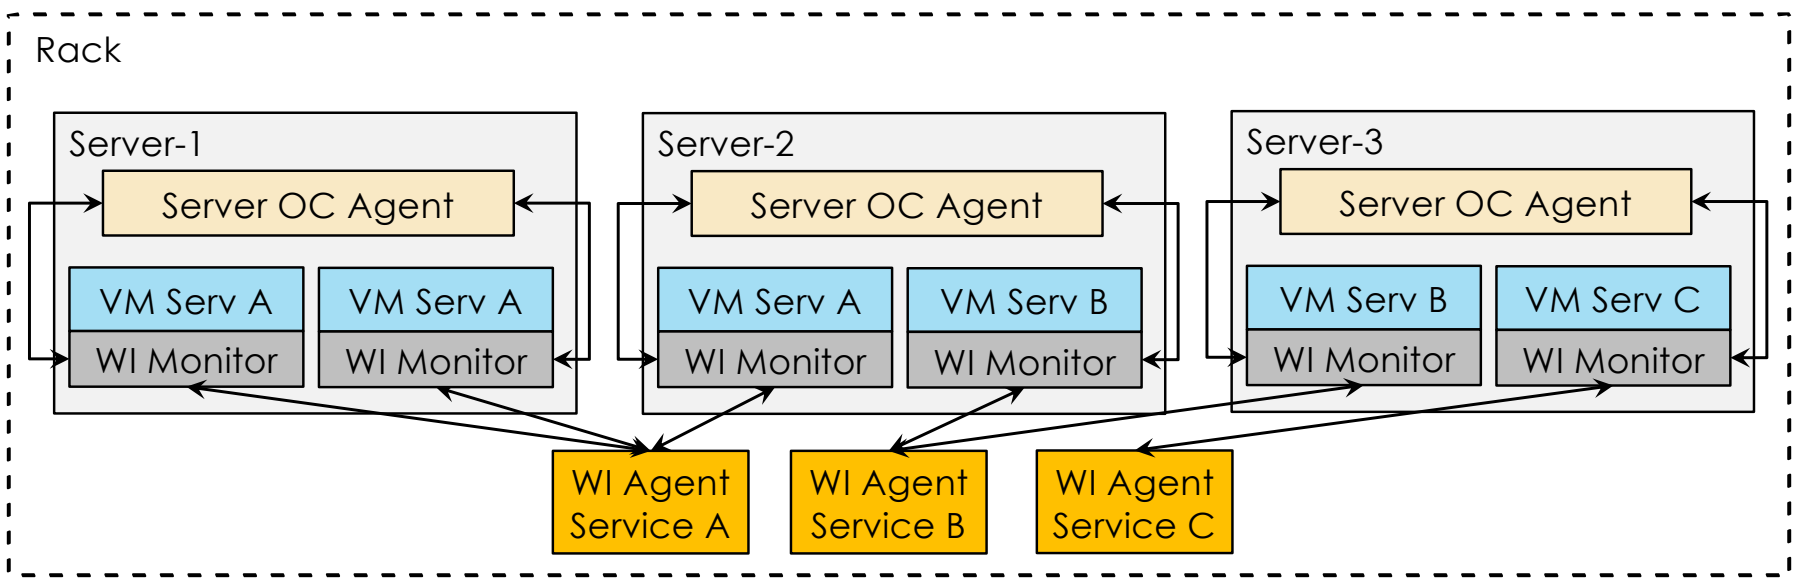 Rack
Server-1
Server OC Agent
VM Serv A
WI Monitor
VM Serv A
WI Monitor
Server-2
Server OC Agent
VM Serv A
WI Monitor
VM Serv B
WI Monitor
Server-3
Server OC Agent
VM Serv B
WI Monitor
VM Serv C
WI Monitor
WI Agent
Service A
WI Agent
Service B
WI Agent
Service C